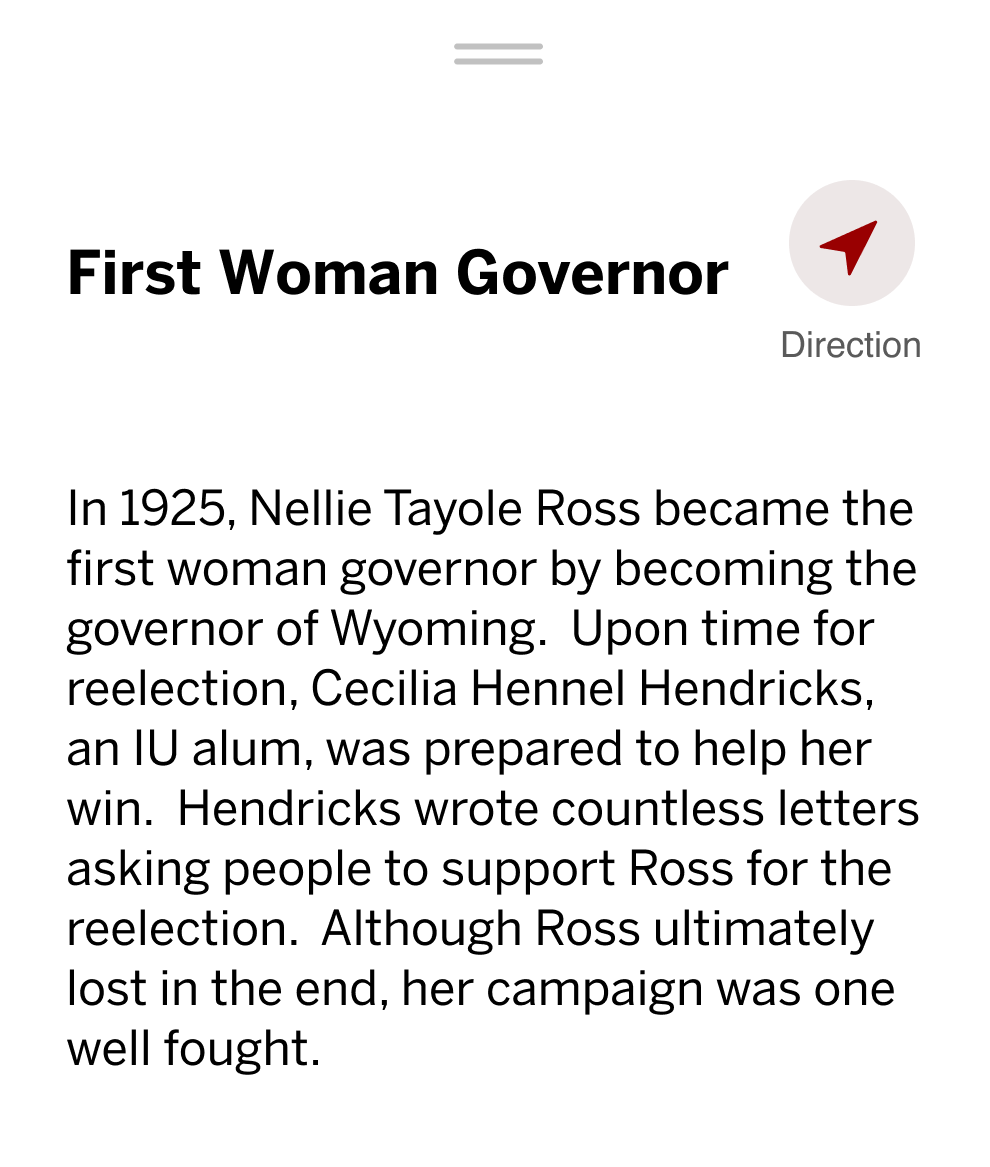 First Woman Governor
Direction
In 1925, Nellie Tayole Ross became the
first woman governor by becoming the
governor of Wyoming.  Upon time for
reelection, Cecilia Hennel Hendricks,
an IU alum, was prepared to help her
win.  Hendricks wrote countless letters
asking people to support Ross for the
reelection.  Although Ross ultimately
lost in the end, her campaign was one
well fought.